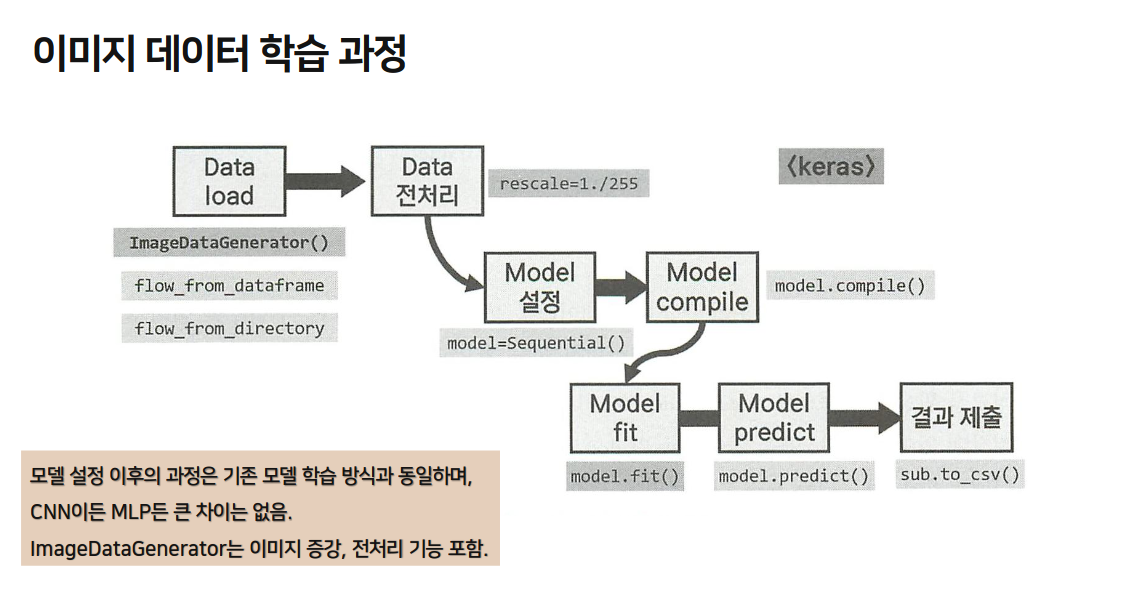 이미지 데이터 학습 과정
<keras>
Data
load
Data
전처리
rescale=1./255
ImageDataGenerator()
flow_from_dataframe
flow_from_directory
Model
설정
model=Sequential()
Model
compile
model.compile()
Model
fit
model.fit()
Model
predict
model.predict()
결과 제출
sub.to_csv()
모델 설정 이후의 과정은 기존 모델 학습 방식과 동일하며,
CNN이든 MLP든 큰 차이는 없음.
ImageDataGenerator는 이미지 증강, 전처리 기능 포함.